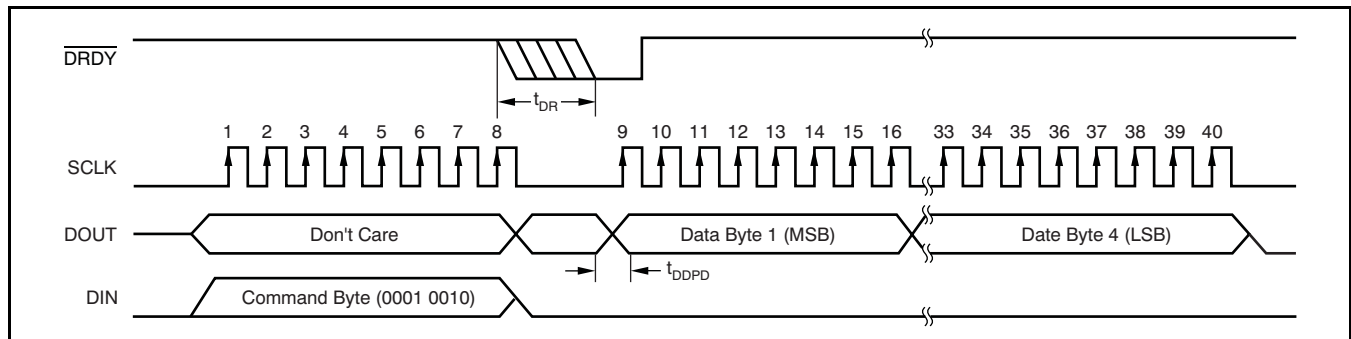 DRDY
tDR
1 2 3 4 5 6 7 8 9 10 11 12 13 14 15 16 33 34 35 36 37 38 39 40
SCLK
DOUT Don't Care Data Byte 1 (MSB) Date Byte 4 (LSB)
tDDPD
DIN Command Byte (0001 0010)